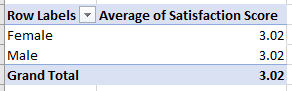 Row Labels Average of Satisfaction Score
Female 3.02
Male 3.02
Grand Total 3.02